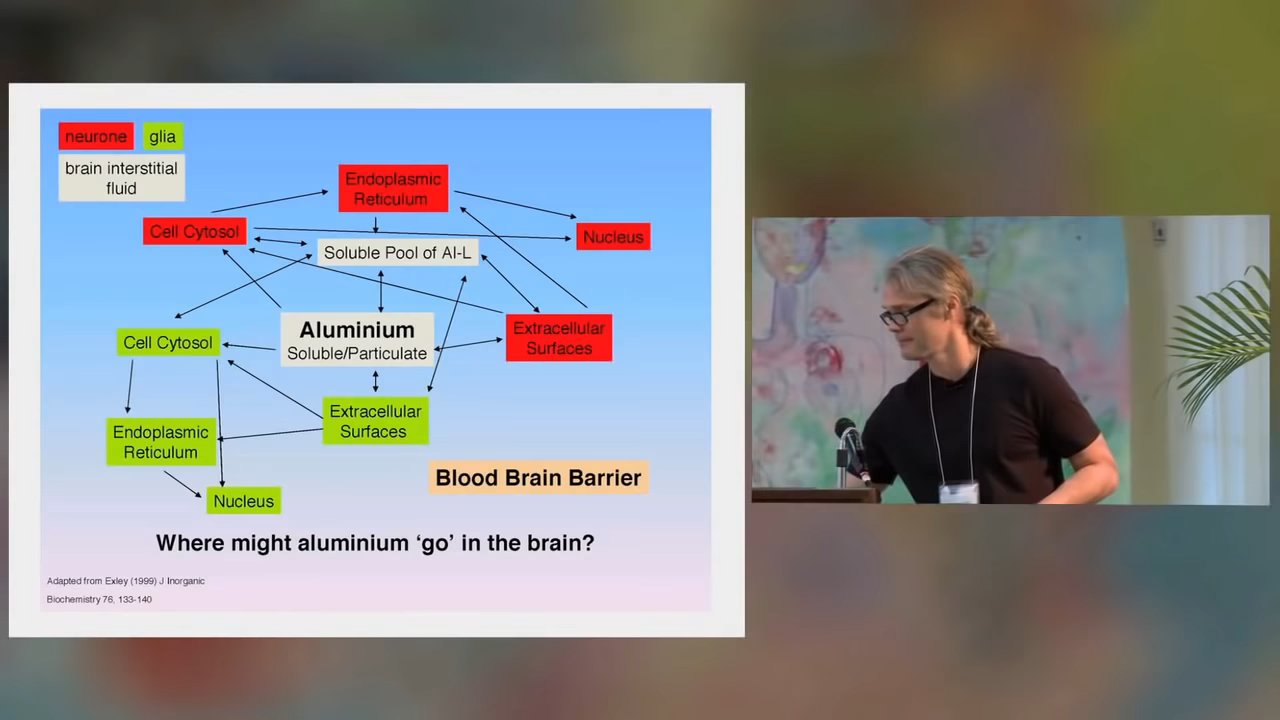 neurone
glia
brain interstitial
fluid
Endoplasmic
Reticulum
Cell Cytosol
Nucleus
Soluble Pool of Al-L
Aluminium
Soluble/Particulate
Extracellular
Surfaces
Cell Cytosol
Extracellular
Surfaces
Endoplasmic
Reticulum
Blood Brain Barrier
Nucleus
Where might aluminium ‘go’ in the brain?
Adapted from Exley (1999) J Inorganic
Biochemistry 76, 133-140